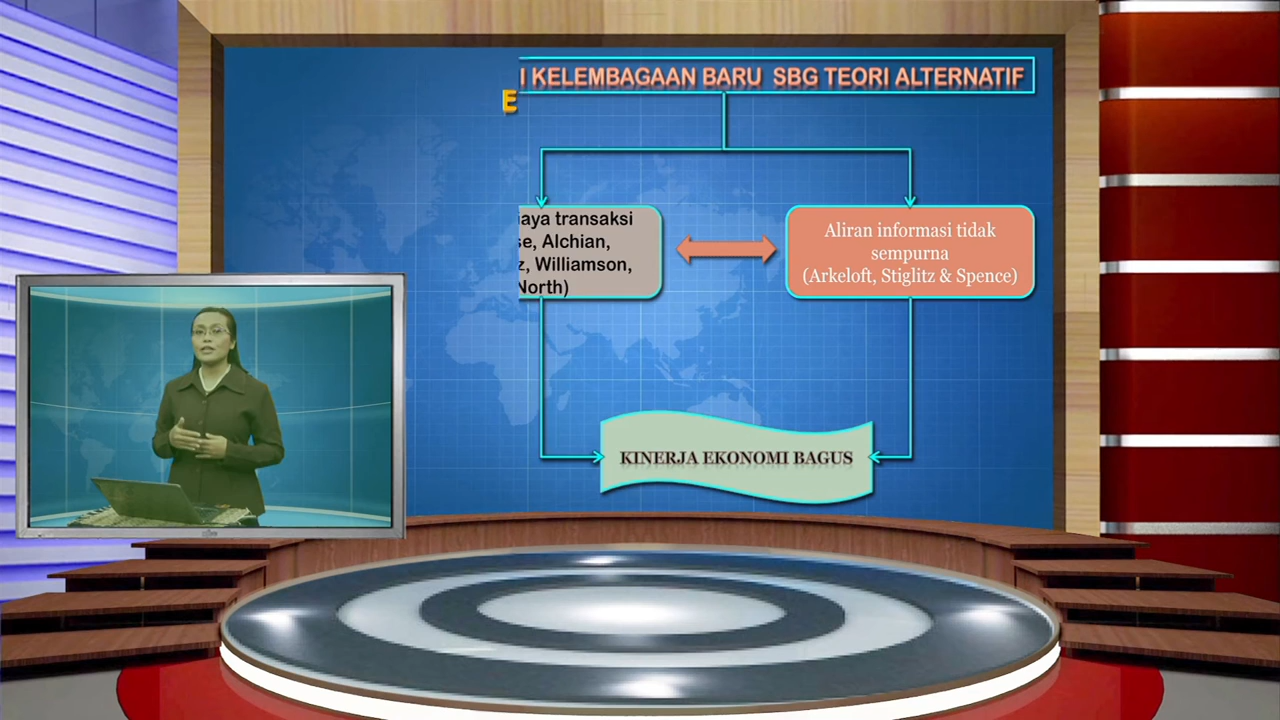 I KELEMBAGAAN BARU SBG TEORI ALTERNATIF
E
aya transaksi
se, Alchian,
z, Williamson,
North)
Aliran informasi tidak
sempurna
(Arkeloft, Stiglitz & Spence)
KINERJA EKONOMI BAGUS